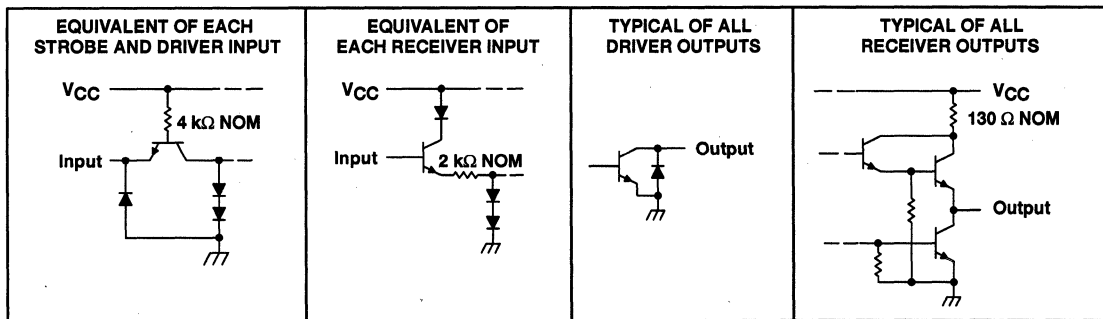 EQUIVALENT OF EACH
STROBE AND DRIVER INPUT
VCC
4 kΩ NOM
Input
EQUIVALENT OF
EACH RECEIVER INPUT
VCC
Input
2 kΩ NOM
TYPICAL OF ALL
DRIVER OUTPUTS
Output
TYPICAL OF ALL
RECEIVER OUTPUTS
VCC
130 Ω NOM
Output